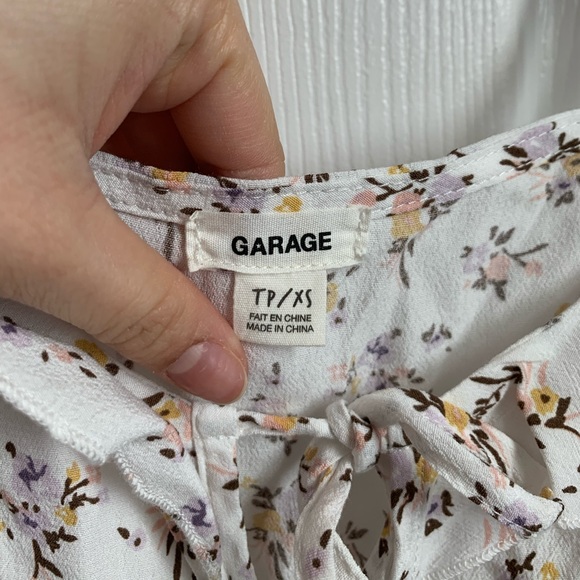 GARAGE
TP/XS
FAIT EN CHINE
MADE IN CHINA